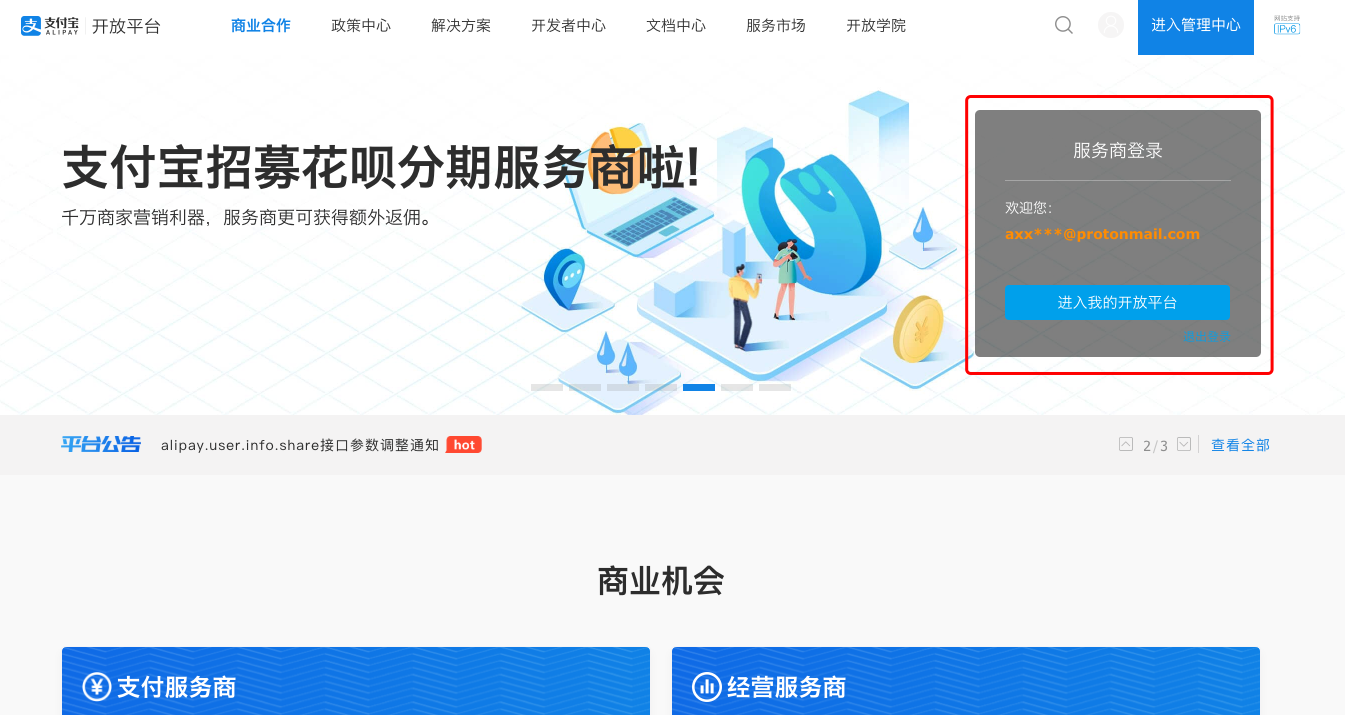 支付宝 ALIPAY 开放平台 商业合作 政策中心 解决方案 开发者中心 文档中心 服务市场 开放学院 进入管理中心 网站支持 IPv6
支付宝招募花呗分期服务商啦!
千万商家营销利器，服务商更可获得额外返佣。
服务商登录
欢迎您：
axx***@protonmail.com
进入我的开放平台
退出登录
平台公告 alipay.user.info.share接口参数调整通知 hot 2/3 查看全部
商业机会
支付服务商 经营服务商